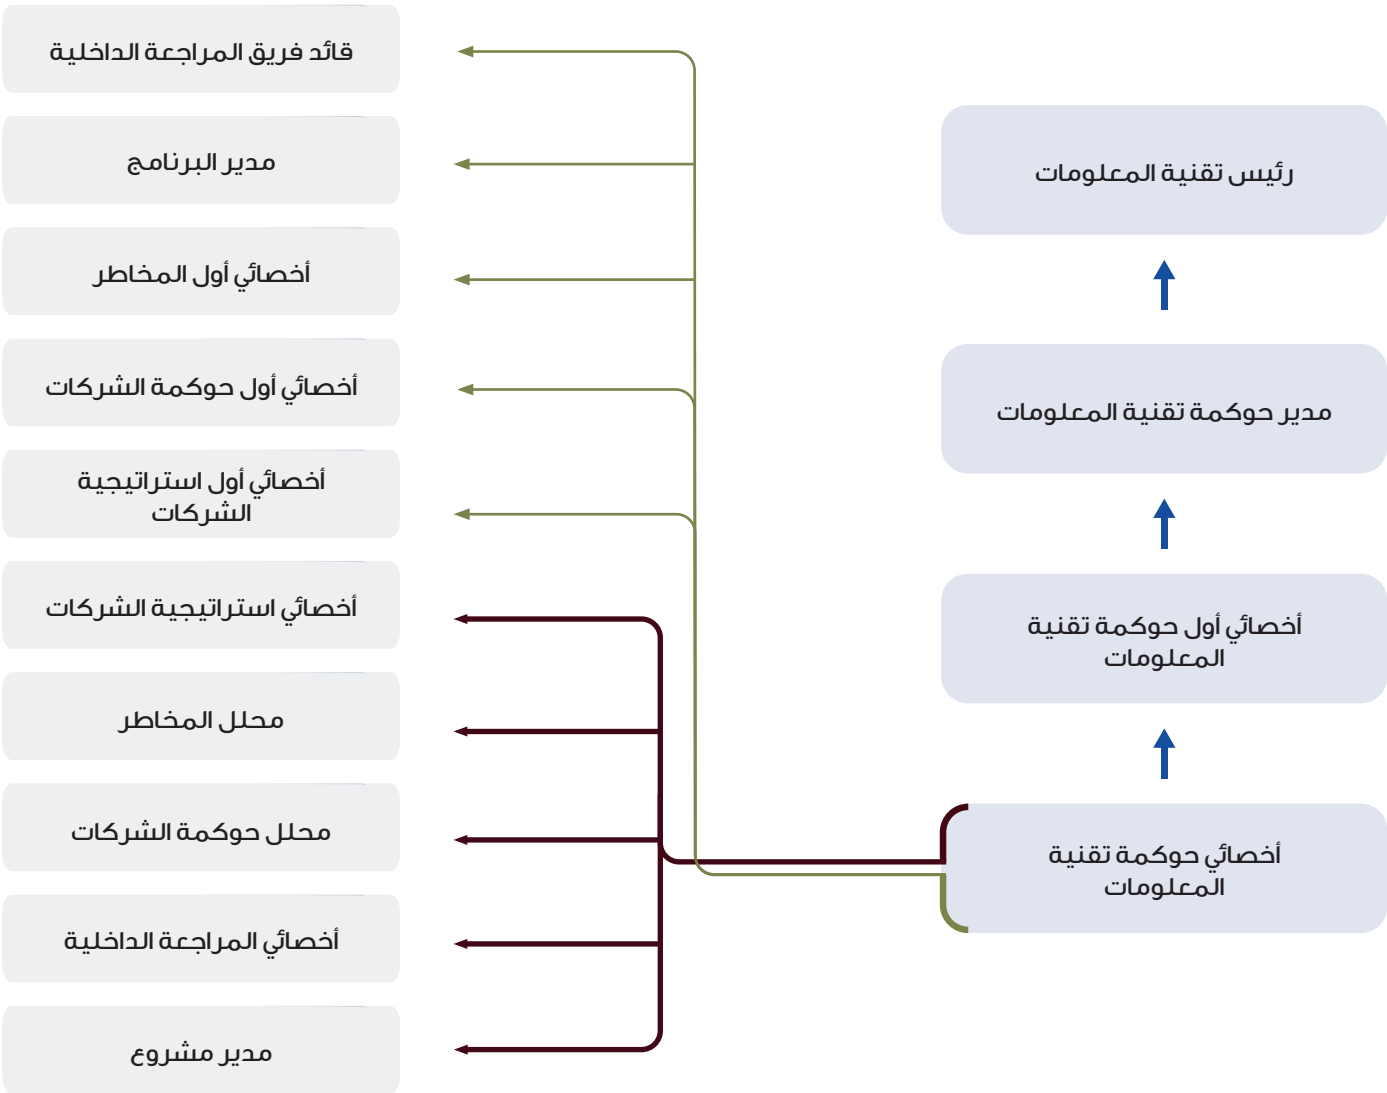 رئيس تقنية المعلومات
مدير حوكمة تقنية المعلومات
أخصائي أول حوكمة تقنية
المعلومات
أخصائي حوكمة تقنية
المعلومات
قائد فريق المراجعة الداخلية
مدير البرنامج
أخصائي أول المخاطر
أخصائي أول حوكمة الشركات
أخصائي أول استراتيجية
الشركات
أخصائي استراتيجية الشركات
محلل المخاطر
محلل حوكمة الشركات
أخصائي المراجعة الداخلية
مدير مشروع